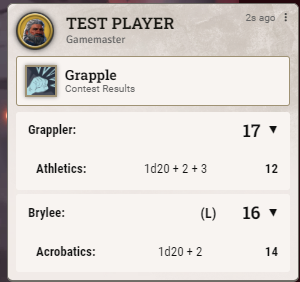 TEST PLAYER 2s ago
Gamemaster
Grapple
Contest Results
Grappler: 17 ▼
Athletics: 1d20 + 2 + 3 12
Brylee: (L) 16 ▼
Acrobatics: 1d20 + 2 14